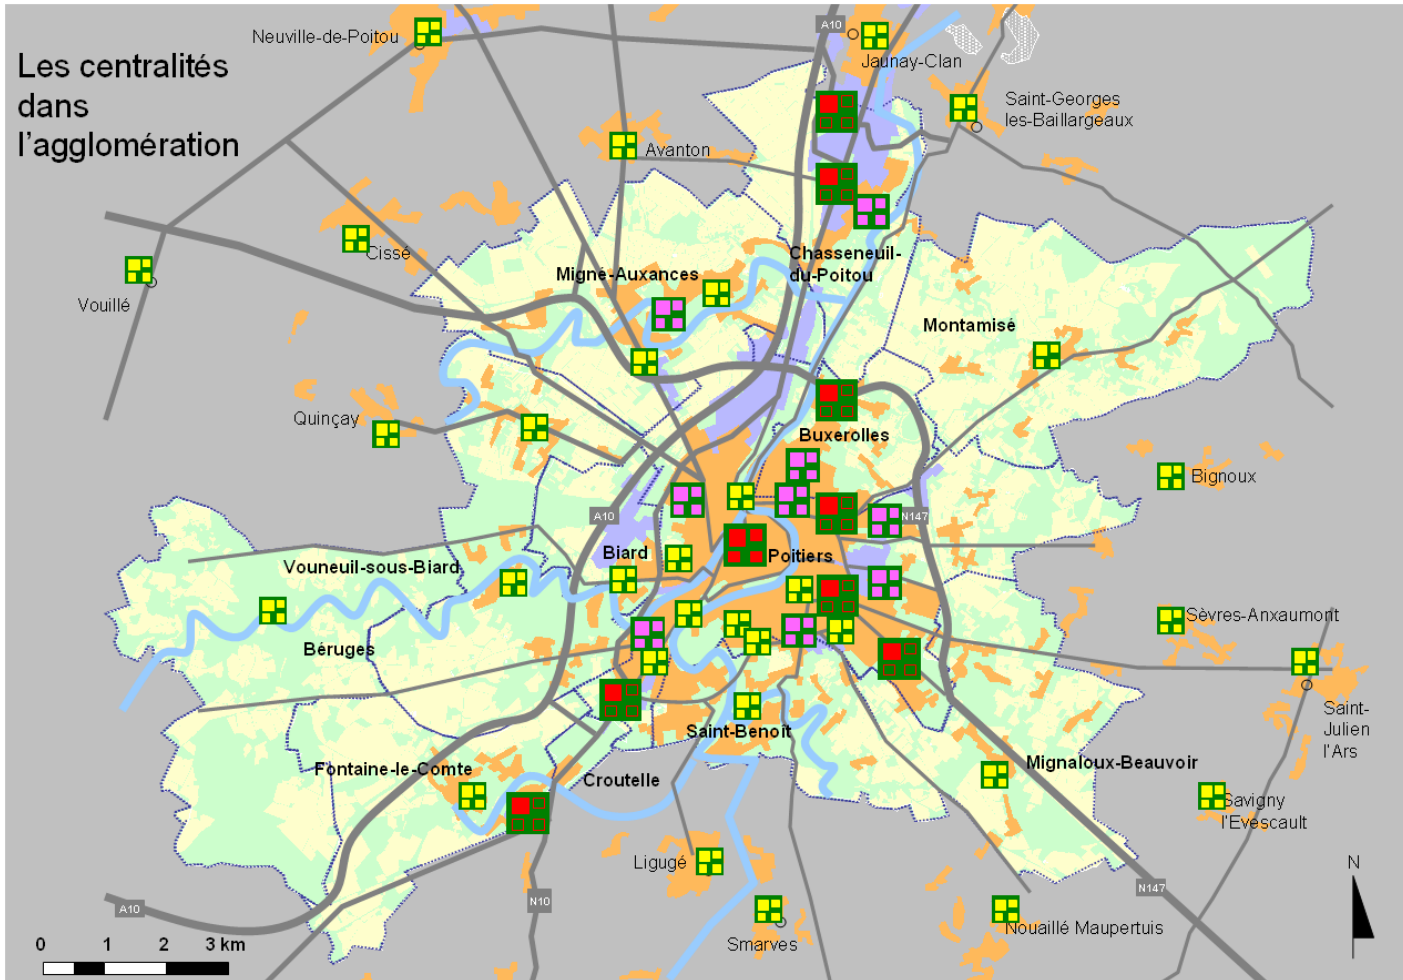 Les centralités
dans
l'agglomération
Neuville-de-Poitou
A10
Jaunay-Clan
Saint-Georges
les-Baillargeaux
Avanton
Cissé
Vouillé
Migné-Auxances
Chasseneuil-
du-Poitou
Montamisé
Quinçay
Buxerolles
Bignoux
A10
N147
Biard
Poitiers
Vouneuil-sous-Biard
Sèvres-Anxaumont
Béruges
Saint-
Julien
l'Ars
Saint-Benoît
Fontaine-le-Comte
Croutelle
Mignaloux-Beauvoir
Savigny
l'Evescault
Ligugé
N
N147
A10
N10
Nouaillé Maupertuis
Smarves
0 1 2 3 km